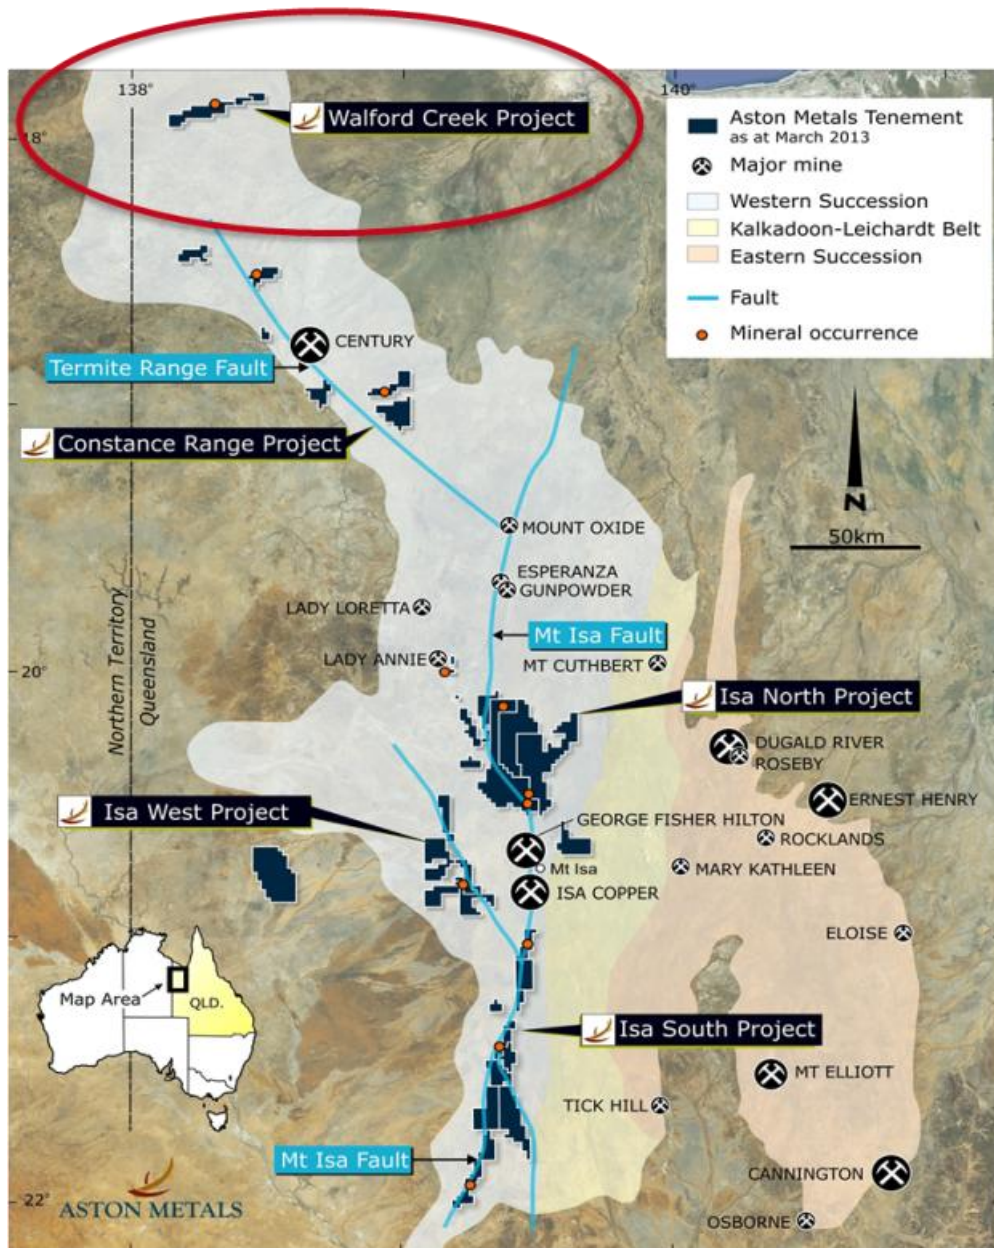 138°
140°
Walford Creek Project
18°
Aston Metals Tenement
as at March 2013
Major mine
Western Succession
Kalkadoon-Leichardt Belt
Eastern Succession
Fault
Mineral occurrence
CENTURY
Termite Range Fault
Constance Range Project
N
50km
MOUNT OXIDE
ESPERANZA
GUNPOWDER
LADY LORETTA
Northern Territory
Queensland
Mt Isa Fault
LADY ANNIE
MT CUTHBERT
20°
Isa North Project
DUGALD RIVER
ROSEBY
Isa West Project
ERNEST HENRY
GEORGE FISHER HILTON
ROCKLANDS
Mt Isa
MARY KATHLEEN
ISA COPPER
ELOISE
Map Area
QLD.
Isa South Project
MT ELLIOTT
TICK HILL
Mt Isa Fault
CANNINGTON
ASTON METALS
22°
OSBORNE